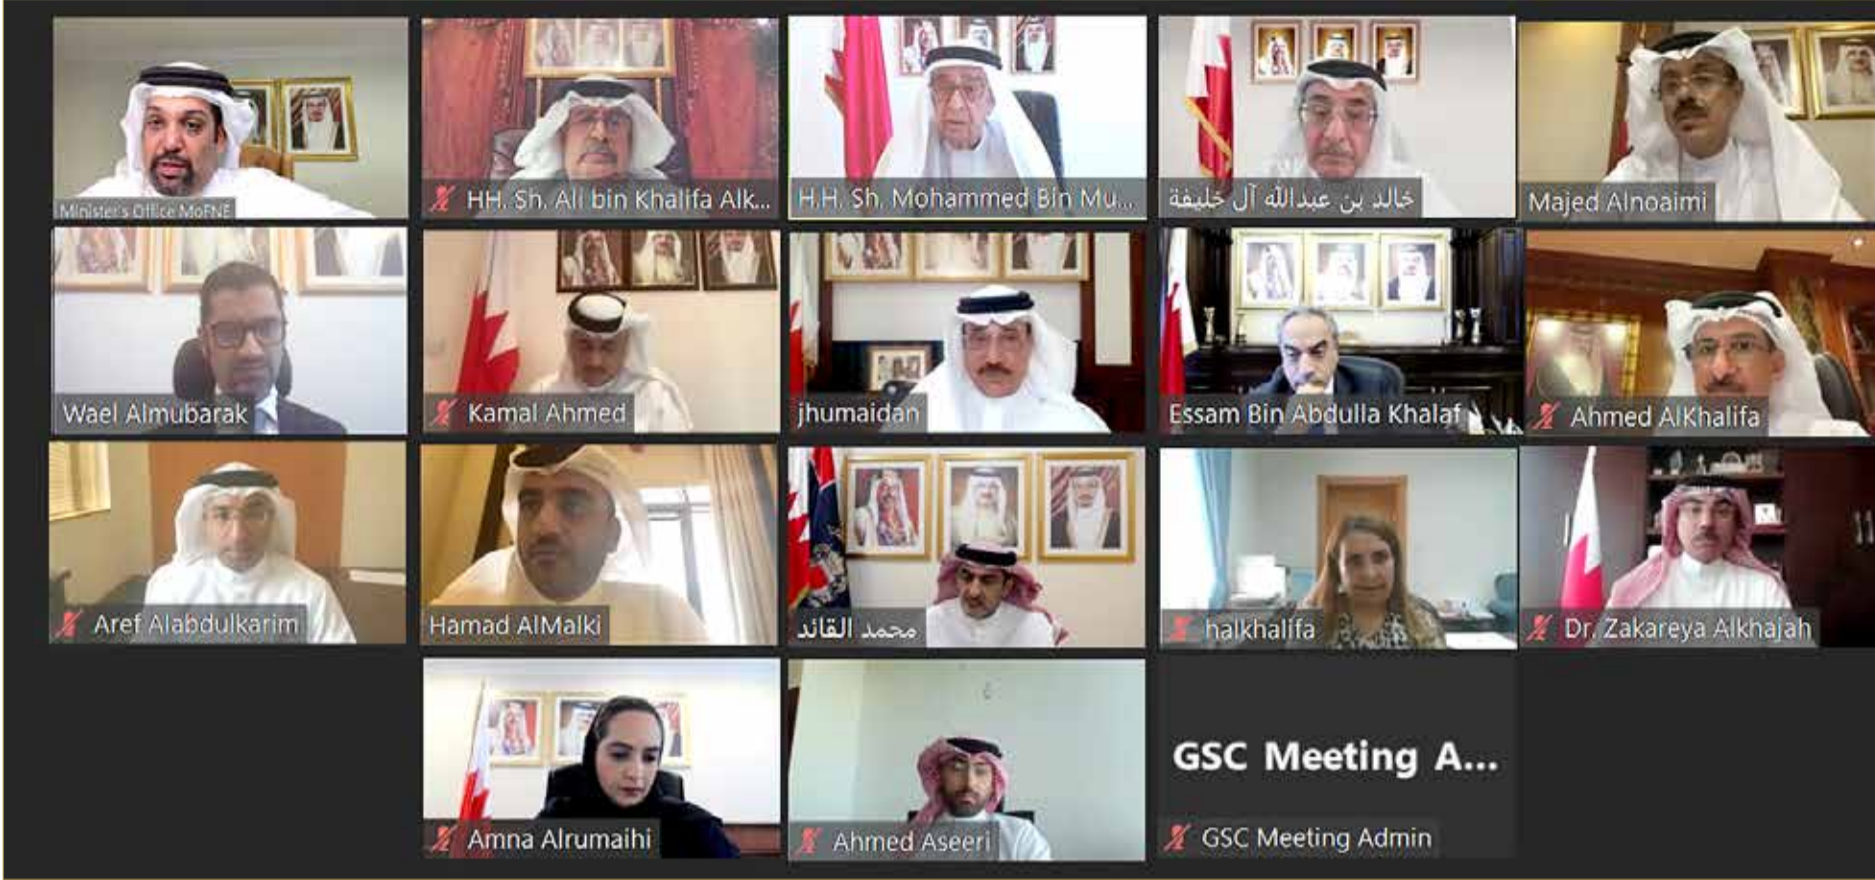 Minister's Office MoFNE
HH. Sh. Ali bin Khalifa Alk...
H.H. Sh. Mohammed Bin Mu...
خالد بن عبدالله آل خليفة
Majed Alnoaimi
Wael Almubarak
Kamal Ahmed
jhumaidan
Essam Bin Abdulla Khalaf
Ahmed AlKhalifa
Aref Alabdulkarim
Hamad AlMalki
محمد القائد
halkhalifa
Dr. Zakareya Alkhajah
Amna Alrumaihi
Ahmed Aseeri
GSC Meeting A...
GSC Meeting Admin